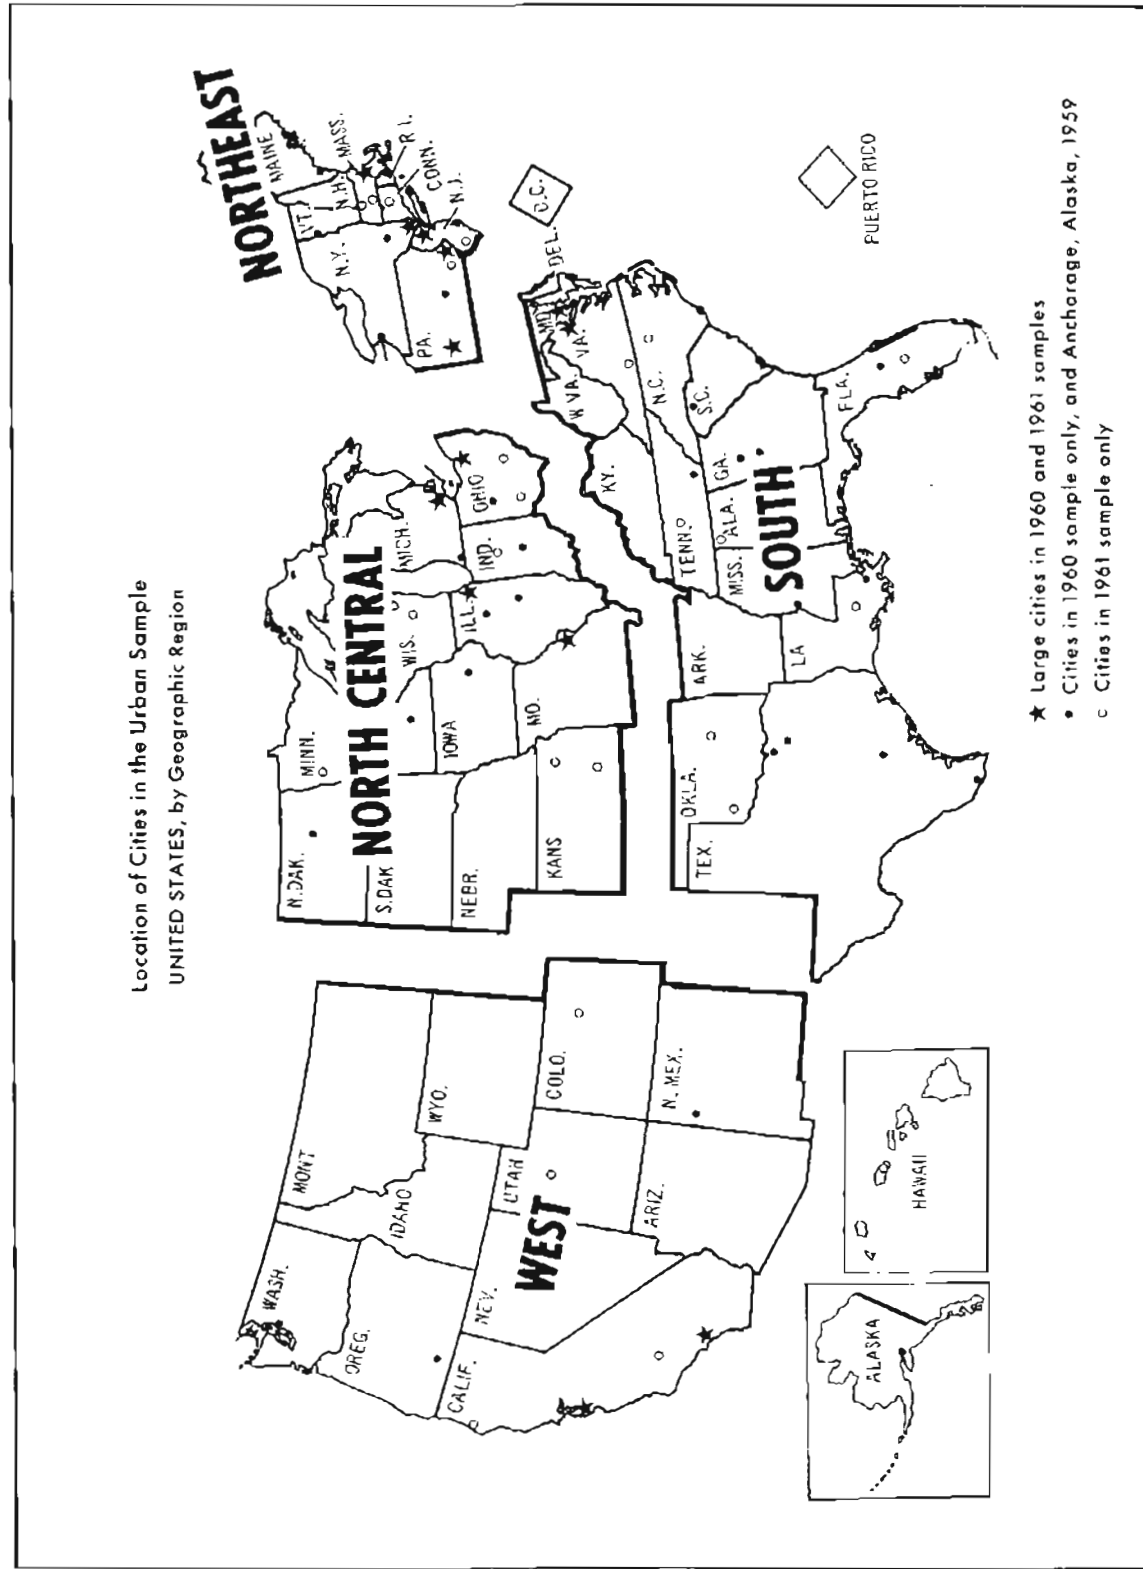 Location of Cities in the Urban Sample
UNITED STATES, by Geographic Region
NORTHEAST
MAINE
VT.
N.H.
MASS.
N.Y.
R.I.
CONN.
PA.
N.J.
NORTH CENTRAL
N.DAK.
MINN.
S.DAK
WIS.
MICH.
NEBR.
IOWA
ILL.
IND.
OHIO
KANS
MO.
WEST
WASH.
MONT
OREG.
IDAHO
WYO.
CALIF.
NEV.
UTAH
COLO.
ARIZ.
N.MEX.
SOUTH
D.C.
DEL.
MD.
W VA.
VA.
KY.
N.C.
TENN.
S.C.
OKLA.
ARK.
MISS.
ALA.
GA.
TEX.
LA
FLA.
PUERTO RICO
ALASKA
HAWAII
★ Large cities in 1960 and 1961 samples
• Cities in 1960 sample only, and Anchorage, Alaska, 1959
○ Cities in 1961 sample only